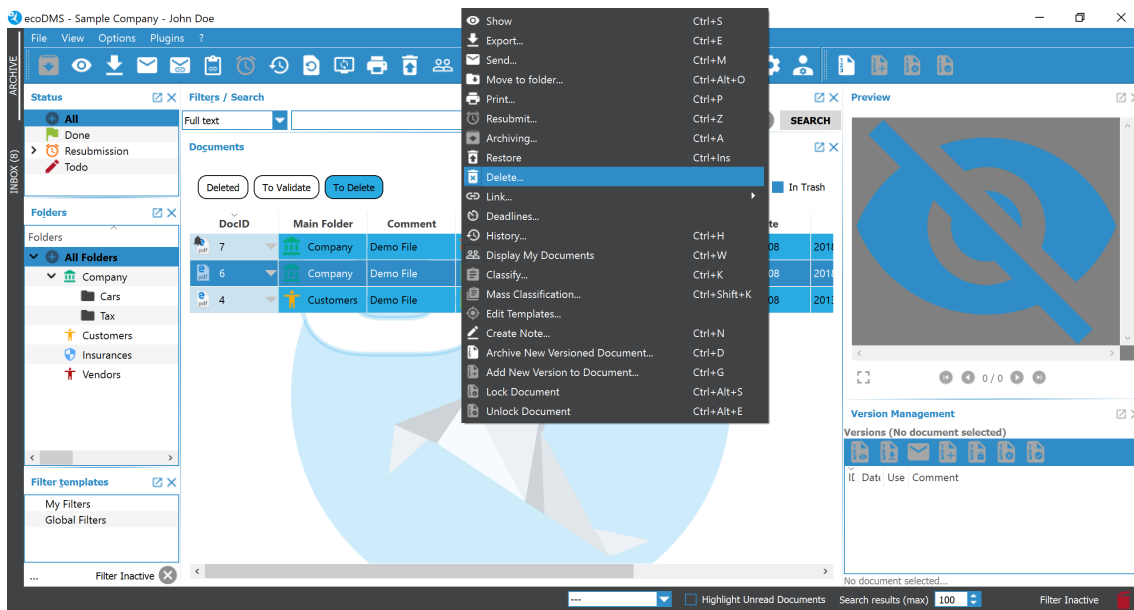 ecoDMS - Sample Company - John Doe
File View Options Plugins ?
ARCHIVE
INBOX (8)
Status
All
Done
Resubmission
Todo
Folders
Folders
All Folders
Company
Cars
Tax
Customers
Insurances
Vendors
Filter templates
My Filters
Global Filters
... Filter Inactive
Filters / Search
Full text
SEARCH
Documents
Deleted To Validate To Delete
In Trash
DocID Main Folder Comment
pdf 7 Company Demo File 08
pdf 6 Company Demo File 08
pdf 4 Customers Demo File 08
Show Ctrl+S
Export... Ctrl+E
Send... Ctrl+M
Move to folder... Ctrl+Alt+O
Print... Ctrl+P
Resubmit... Ctrl+Z
Archiving... Ctrl+A
Restore Ctrl+Ins
Delete...
Link...
Deadlines...
History... Ctrl+H
Display My Documents Ctrl+W
Classify... Ctrl+K
Mass Classification... Ctrl+Shift+K
Edit Templates...
Create Note... Ctrl+N
Archive New Versioned Document... Ctrl+D
Add New Version to Document... Ctrl+G
Lock Document Ctrl+Alt+S
Unlock Document Ctrl+Alt+E
Preview
0 / 0
Version Management
Versions (No document selected)
Use Comment
No document selected...
--- Highlight Unread Documents Search results (max) 100 Filter Inactive